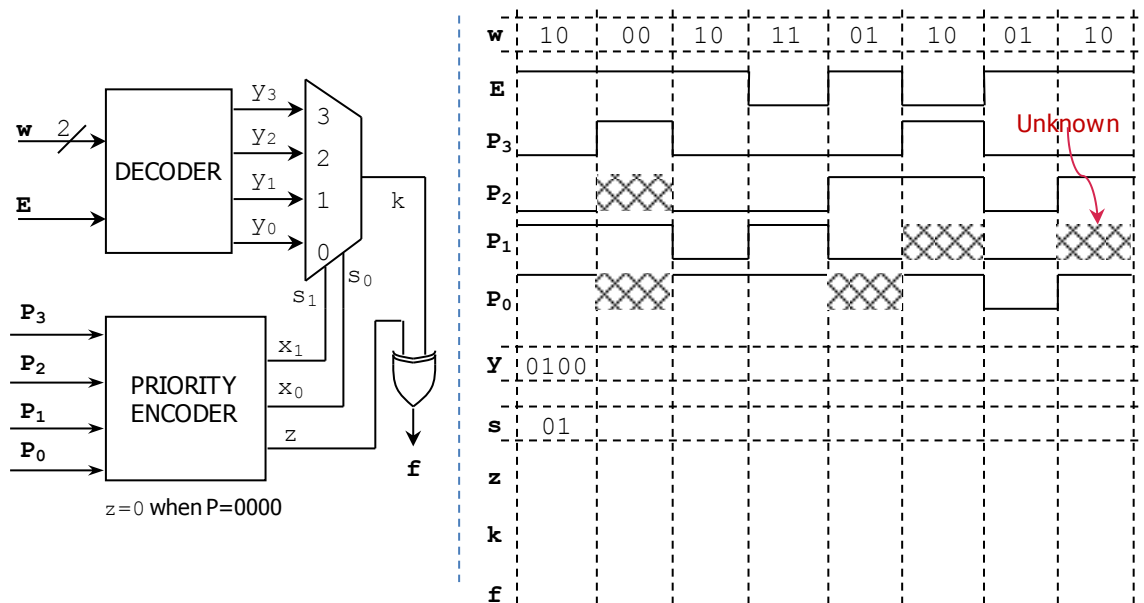 w 2
E
DECODER
y3
y2
y1
y0
3
2
1
0
k
s1
s0
P3
P2
P1
P0
PRIORITY
ENCODER
x1
x0
z
f
z=0 when P=0000
w 10 00 10 11 01 10 01 10
E
P3
Unknown
P2
P1
P0
y 0100
s 01
z
k
f